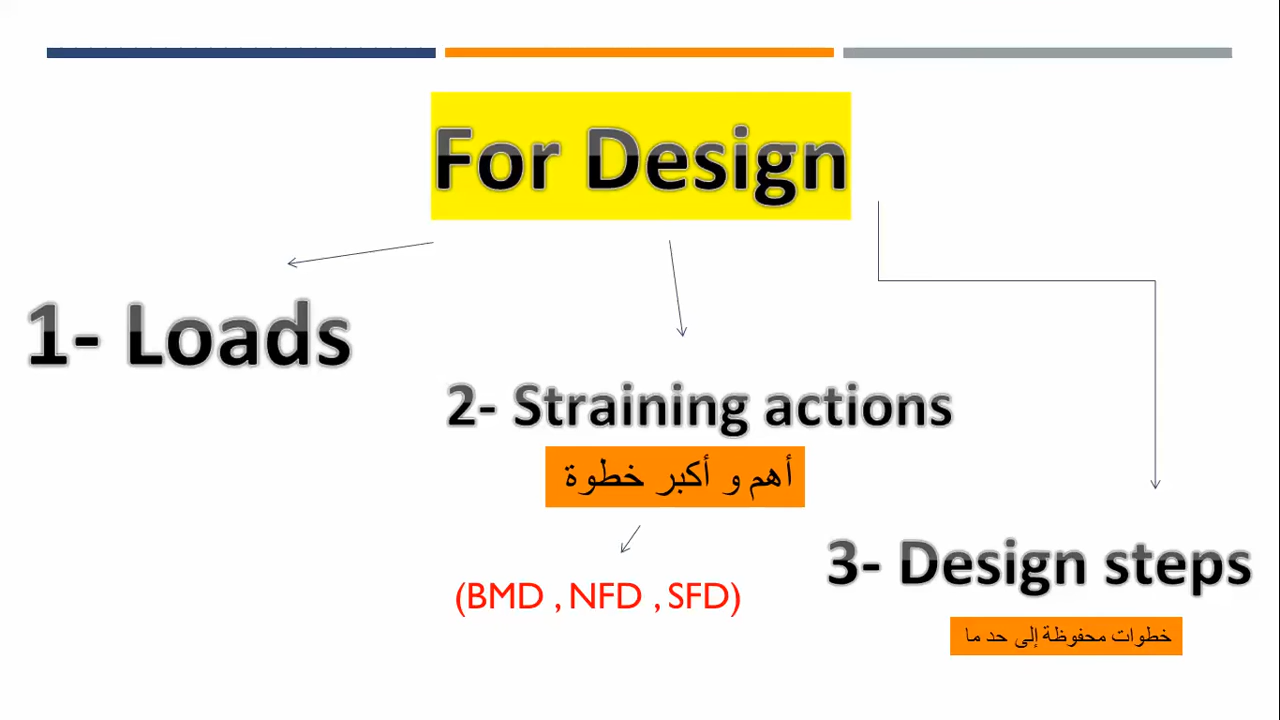 For Design
1- Loads
2- Straining actions
أهم و أكبر خطوة
(BMD , NFD , SFD)
3- Design steps
خطوات محفوظة إلى حد ما